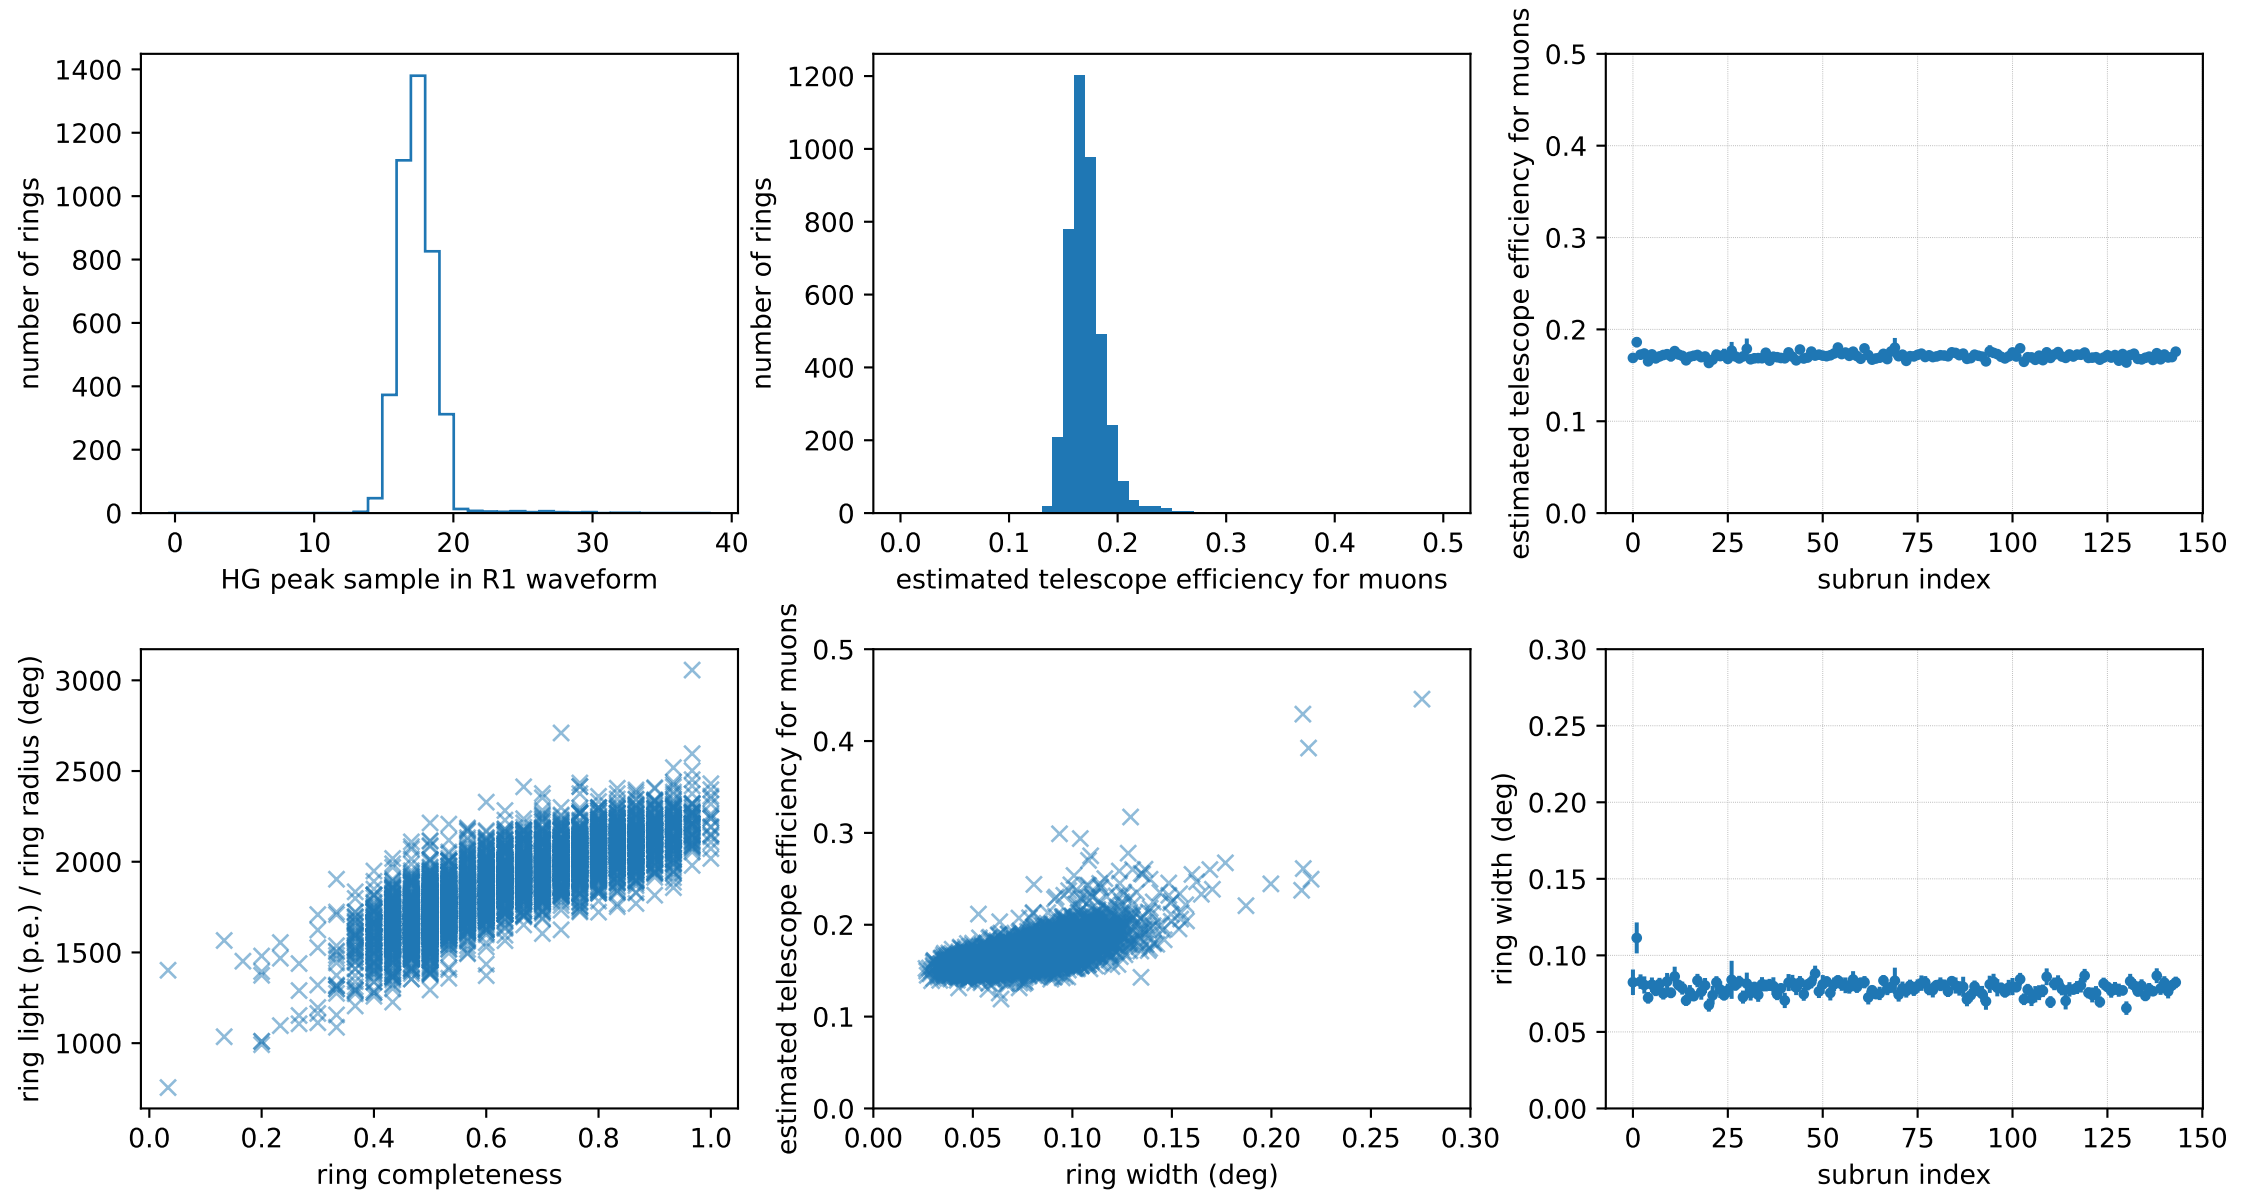 1400
1200
1000
800
600
400
200
0
number of rings
0 10 20 30 40
HG peak sample in R1 waveform
1200
1000
800
600
400
200
0
number of rings
0.0 0.1 0.2 0.3 0.4 0.5
estimated telescope efficiency for muons
0.5
0.4
0.3
0.2
0.1
0.0
estimated telescope efficiency for muons
0 25 50 75 100 125 150
subrun index
3000
2500
2000
1500
1000
ring light (p.e.) / ring radius (deg)
0.0 0.2 0.4 0.6 0.8 1.0
ring completeness
0.5
0.4
0.3
0.2
0.1
0.0
estimated telescope efficiency for muons
0.00 0.05 0.10 0.15 0.20 0.25 0.30
ring width (deg)
0.30
0.25
0.20
0.15
0.10
0.05
0.00
ring width (deg)
0 25 50 75 100 125 150
subrun index